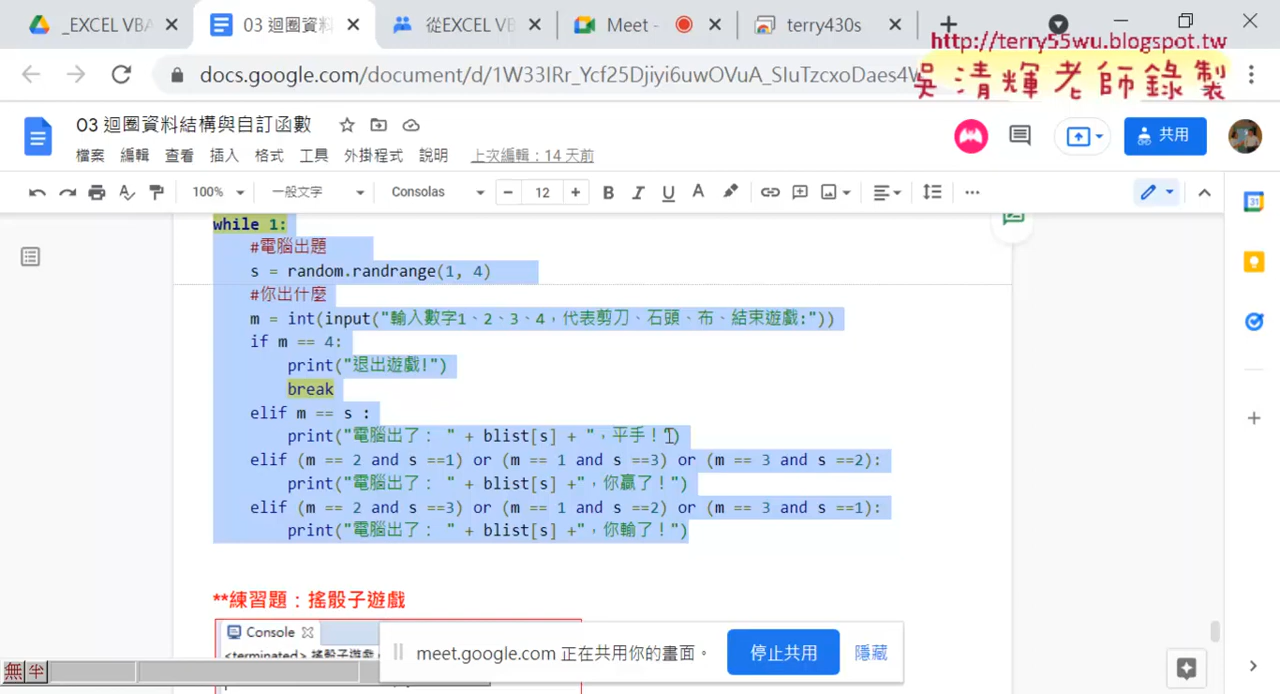 _EXCEL VBA
03 迴圈資料
從EXCEL VB
Meet -
terry430s
http://terry55wu.blogspot.tw
docs.google.com/document/d/1W33IRr_Ycf25Djiyi6uwOVuA_SIuTzcxoDaes4W
吳清輝老師錄製
03 迴圈資料結構與自訂函數
共用
檔案 編輯 查看 插入 格式 工具 外掛程式 說明 上次編輯：14 天前
100% 一般文字 Consolas - 12 + B I U A
31
while 1:
#電腦出題
s = random.randrange(1, 4)
#你出什麼
m = int(input("輸入數字1、2、3、4，代表剪刀、石頭、布、結束遊戲:"))
if m == 4:
print("退出遊戲!")
break
elif m == s :
print("電腦出了： " + blist[s] + "，平手！")
elif (m == 2 and s ==1) or (m == 1 and s ==3) or (m == 3 and s ==2):
print("電腦出了： " + blist[s] +"，你贏了！")
elif (m == 2 and s ==3) or (m == 1 and s ==2) or (m == 3 and s ==1):
print("電腦出了： " + blist[s] +"，你輸了！")
**練習題：搖骰子遊戲
Console
<terminated> 搖骰子遊戲
meet.google.com 正在共用你的畫面。 停止共用 隱藏
無 半